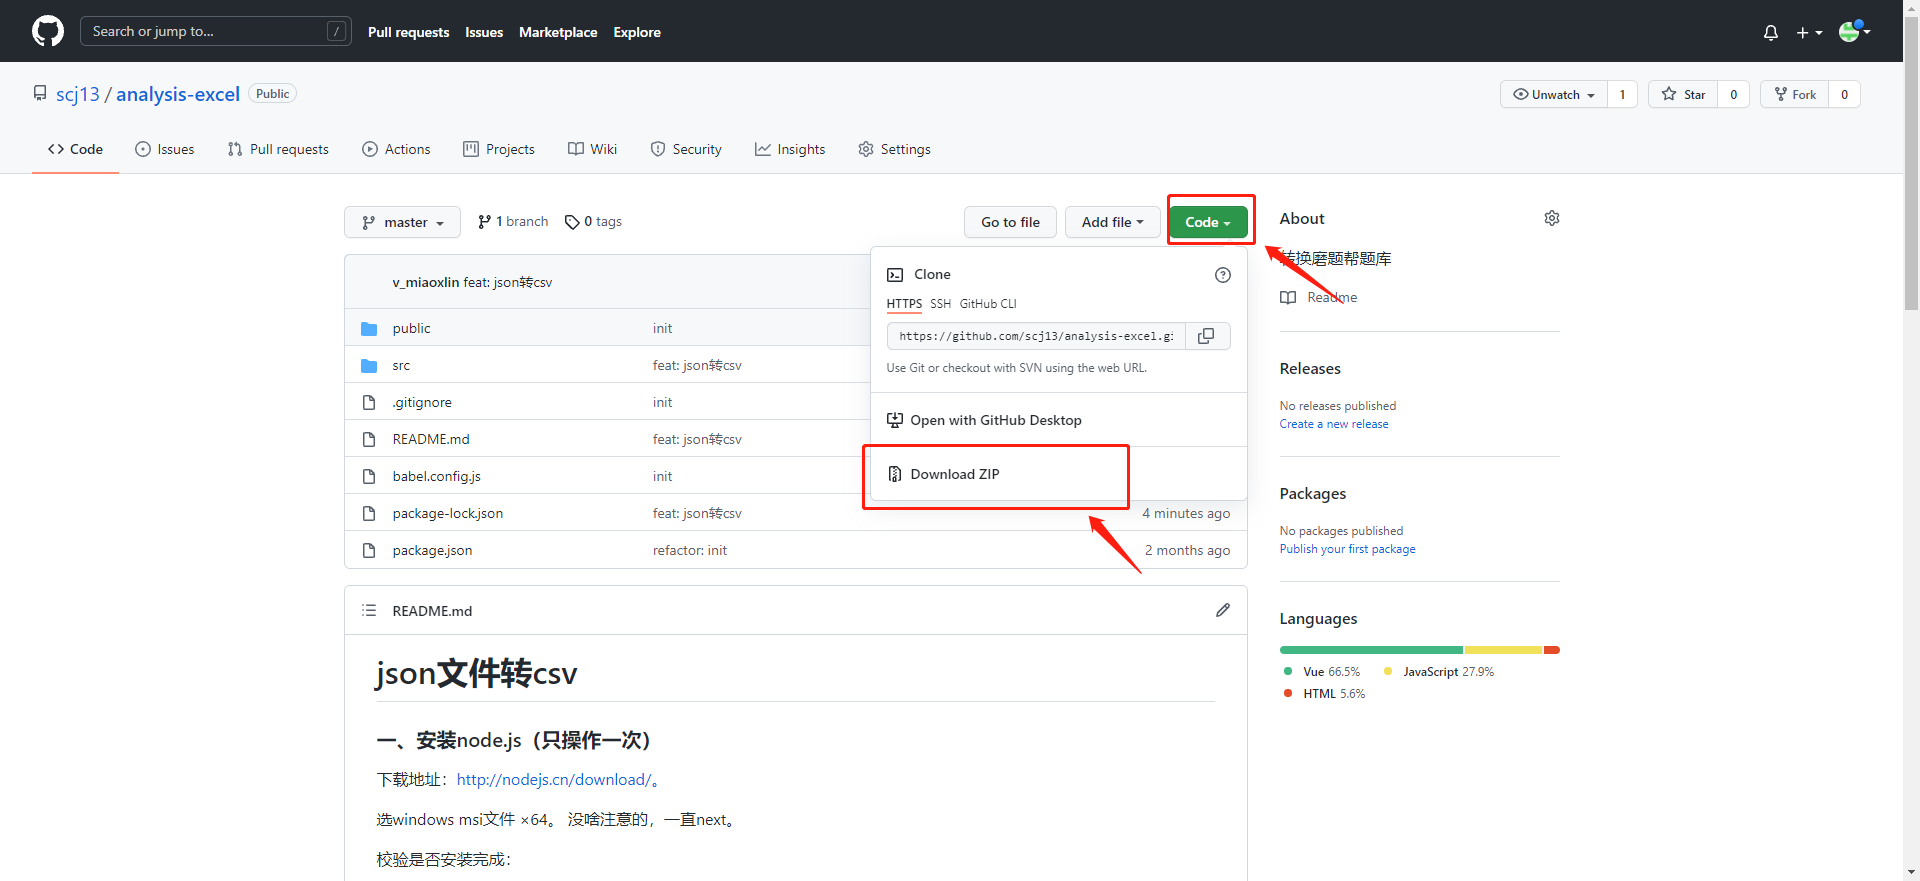 Search or jump to... /
Pull requests Issues Marketplace Explore
scj13 / analysis-excel Public
Unwatch 1 Star 0 Fork 0
Code Issues Pull requests Actions Projects Wiki Security Insights Settings
master 1 branch 0 tags Go to file Add file Code
v_miaoxlin feat: json转csv
public init
src feat: json转csv
.gitignore init
README.md feat: json转csv
babel.config.js init
package-lock.json feat: json转csv 4 minutes ago
package.json refactor: init 2 months ago
Clone
HTTPS SSH GitHub CLI
https://github.com/scj13/analysis-excel.gi
Use Git or checkout with SVN using the web URL.
Open with GitHub Desktop
Download ZIP
README.md
json文件转csv
一、安装node.js（只操作一次）
下载地址：http://nodejs.cn/download/。
选windows msi文件 ×64。 没啥注意的，一直next。
校验是否安装完成：
About
转换磨题帮题库
Readme
Releases
No releases published
Create a new release
Packages
No packages published
Publish your first package
Languages
Vue 66.5% JavaScript 27.9%
HTML 5.6%